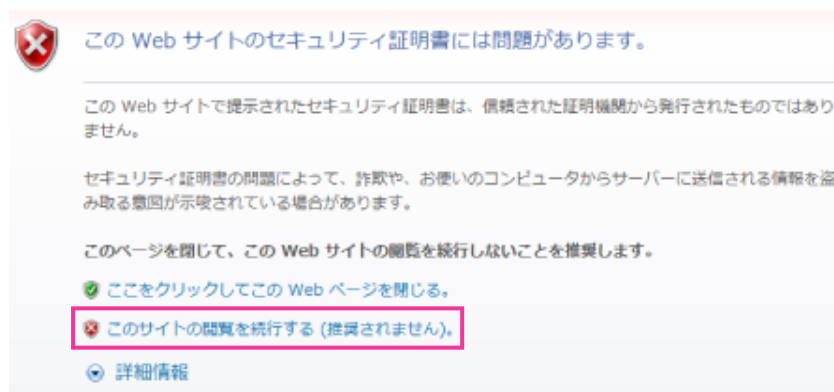 この Web サイトのセキュリティ証明書には問題があります。
この Web サイトで提示されたセキュリティ証明書は、信頼された証明機関から発行されたものではあり
ません。
セキュリティ証明書の問題によって、詐欺や、お使いのコンピュータからサーバーに送信される情報を盗
み取る意図が示唆されている場合があります。
このページを閉じて、この Web サイトの閲覧を続行しないことを推奨します。
ここをクリックしてこの Web ページを閉じる。
このサイトの閲覧を続行する (推奨されません)。
詳細情報